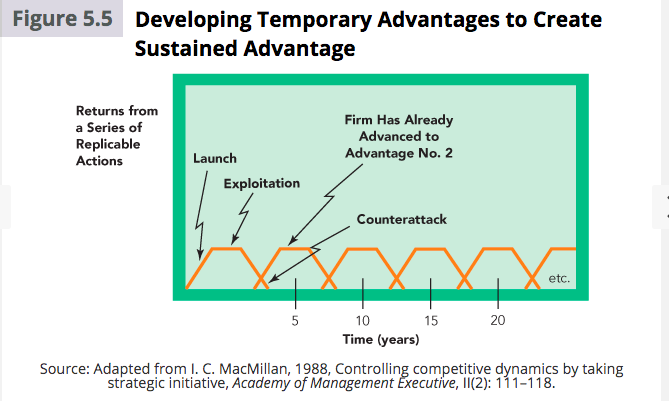 Figure 5.5
Developing Temporary Advantages to Create
Sustained Advantage
Returns from
a Series of
Replicable
Actions
Launch
Exploitation
Firm Has Already
Advanced to
Advantage No. 2
Counterattack
etc.
5
10
15
20
Time (years)
Source: Adapted from I. C. MacMillan, 1988, Controlling competitive dynamics by taking
strategic initiative, Academy of Management Executive, II(2): 111–118.